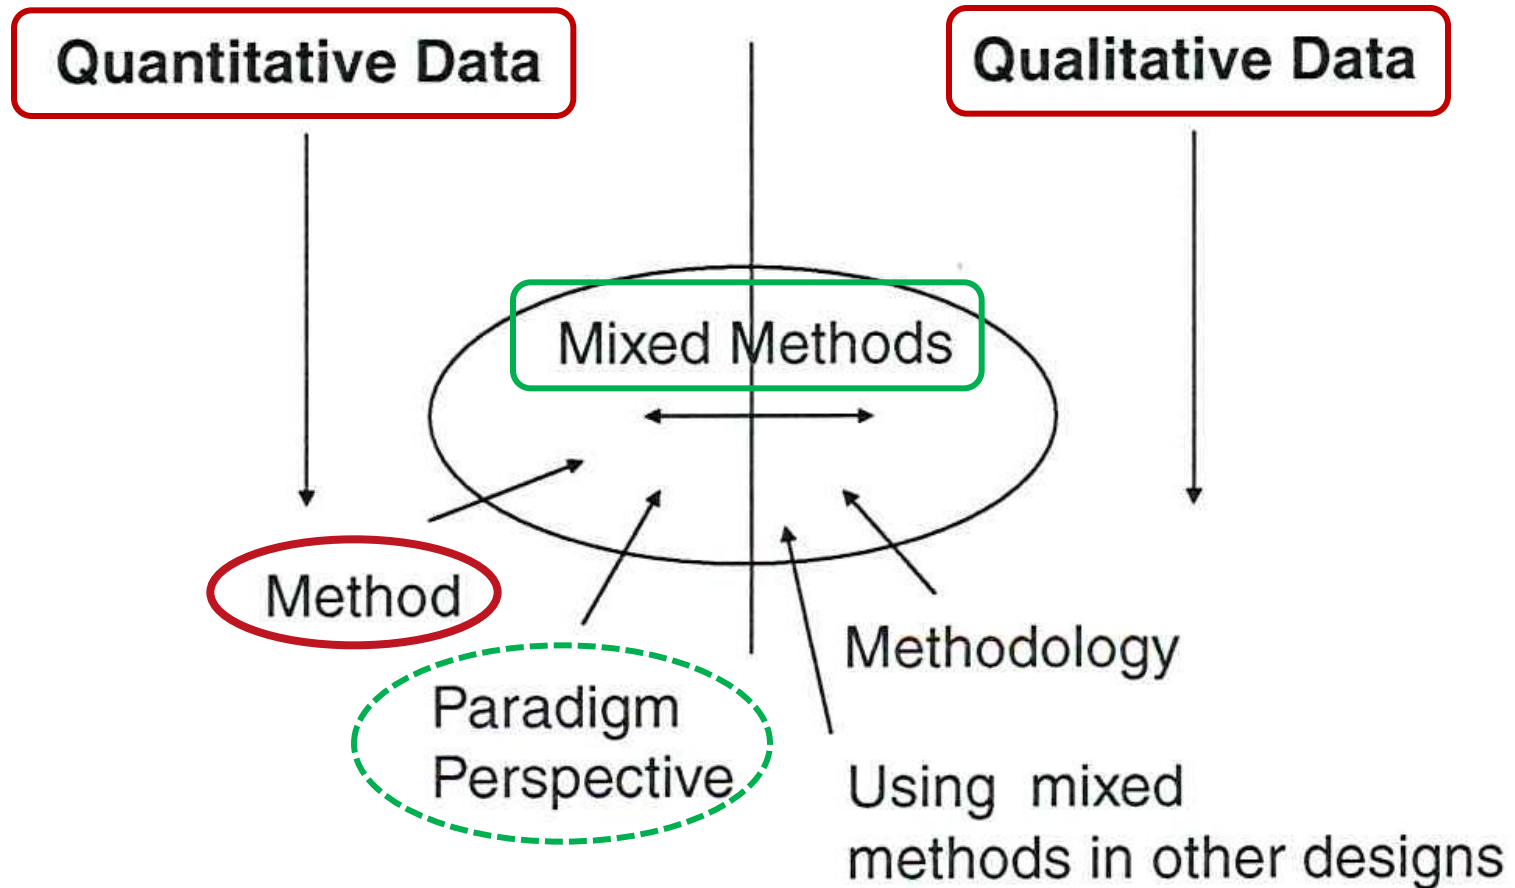 Quantitative Data
Qualitative Data
Mixed Methods
Method
Methodology
Paradigm
Perspective
Using mixed
methods in other designs